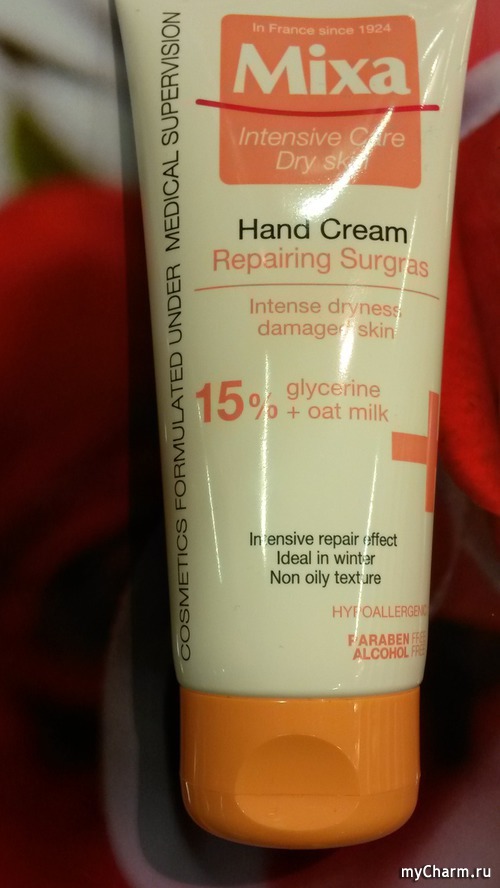 In France since 1924
Mixa
Intensive Care
Dry skin
Hand Cream
Repairing Surgras
Intense dryness
damaged skin
15% glycerine
+ oat milk
Intensive repair effect
Ideal in winter
Non oily texture
HYPOALLERGENIC
PARABEN FREE
ALCOHOL FREE
COSMETICS FORMULATED UNDER MEDICAL SUPERVISION
myCharm.ru